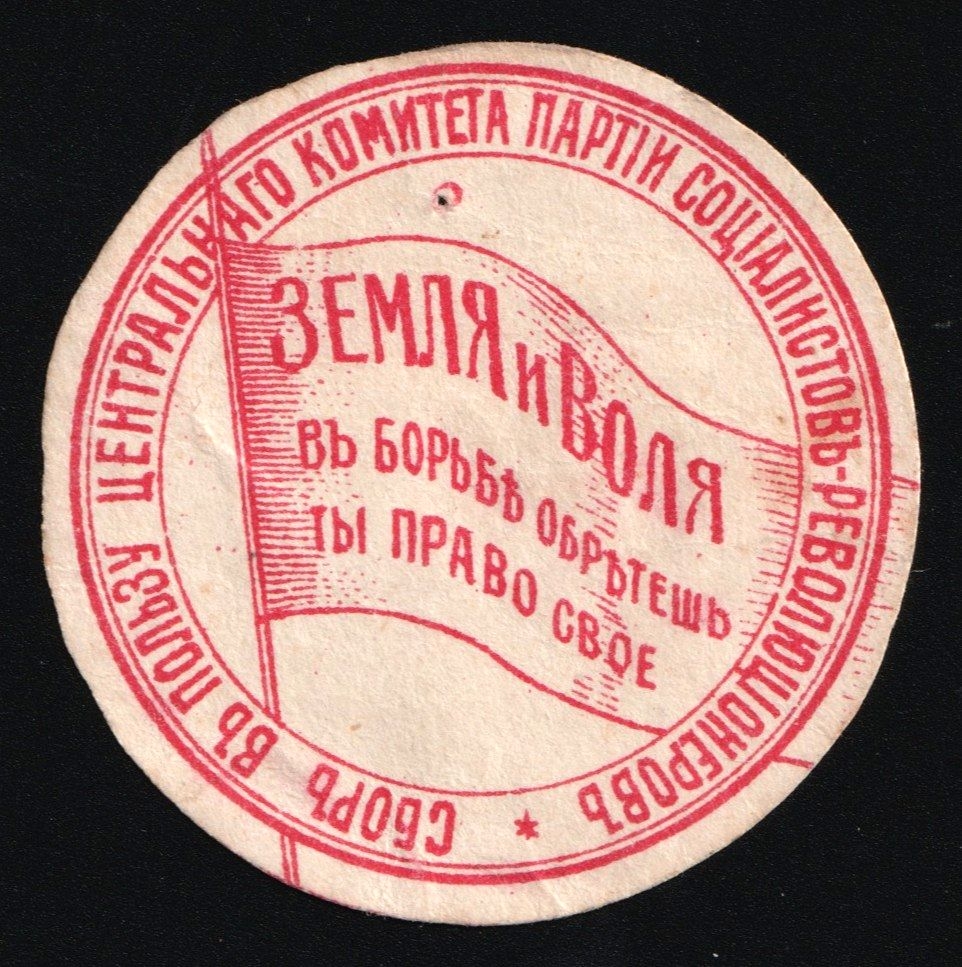 СБОРЪ ВЪ ПОЛЬЗУ ЦЕНТРАЛЬНАГО КОМИТЕТА ПАРТІИ СОЦІАЛИСТОВЪ-РЕВОЛЮЦІОНЕРОВЪ *
ЗЕМЛЯ и ВОЛЯ
ВЪ БОРЬБѢ ОБРѢТЕШЬ
ТЫ ПРАВО СВОЕ